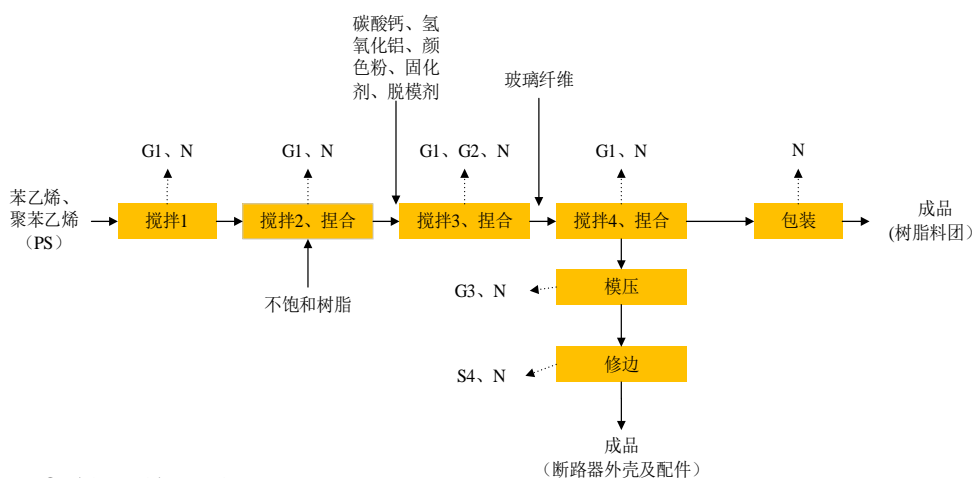 碳酸钙、氢
氧化铝、颜
色粉、固化
剂、脱模剂
玻璃纤维
G1、N
G1、N
G1、G2、N
G1、N
N
苯乙烯、
聚苯乙烯
（PS）
搅拌1
搅拌2、捏合
搅拌3、捏合
搅拌4、捏合
包装
成品
(树脂料团）
不饱和树脂
G3、N
模压
S4、N
修边
成品
（断路器外壳及配件）